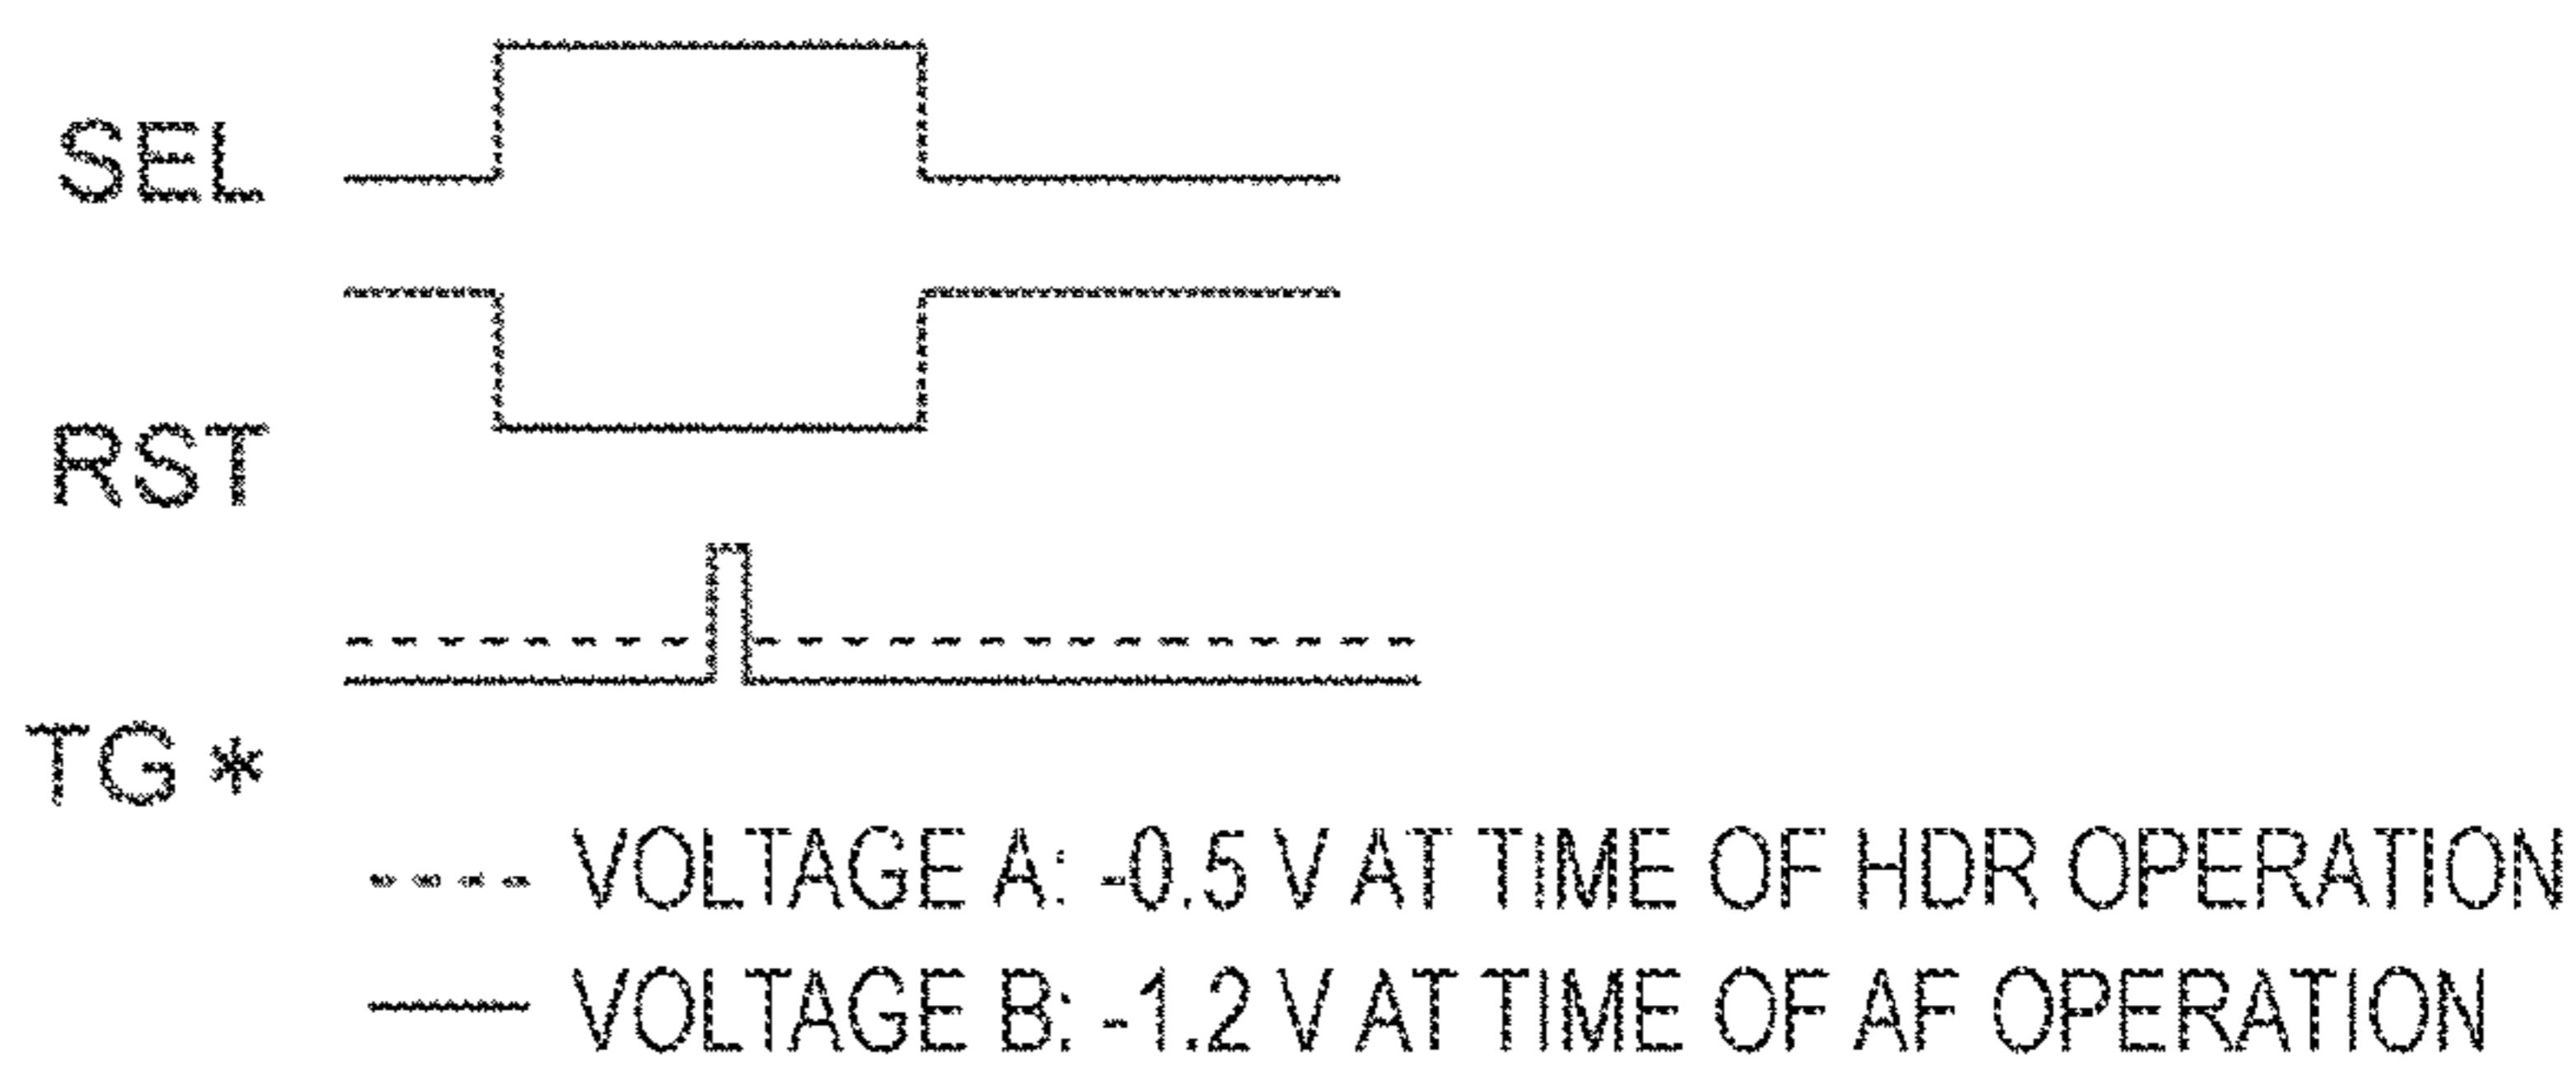 SEL
RST
TG *
VOLTAGE A: -0.5 V AT TIME OF HDR OPERATION
VOLTAGE B: -1.2 V AT TIME OF AF OPERATION